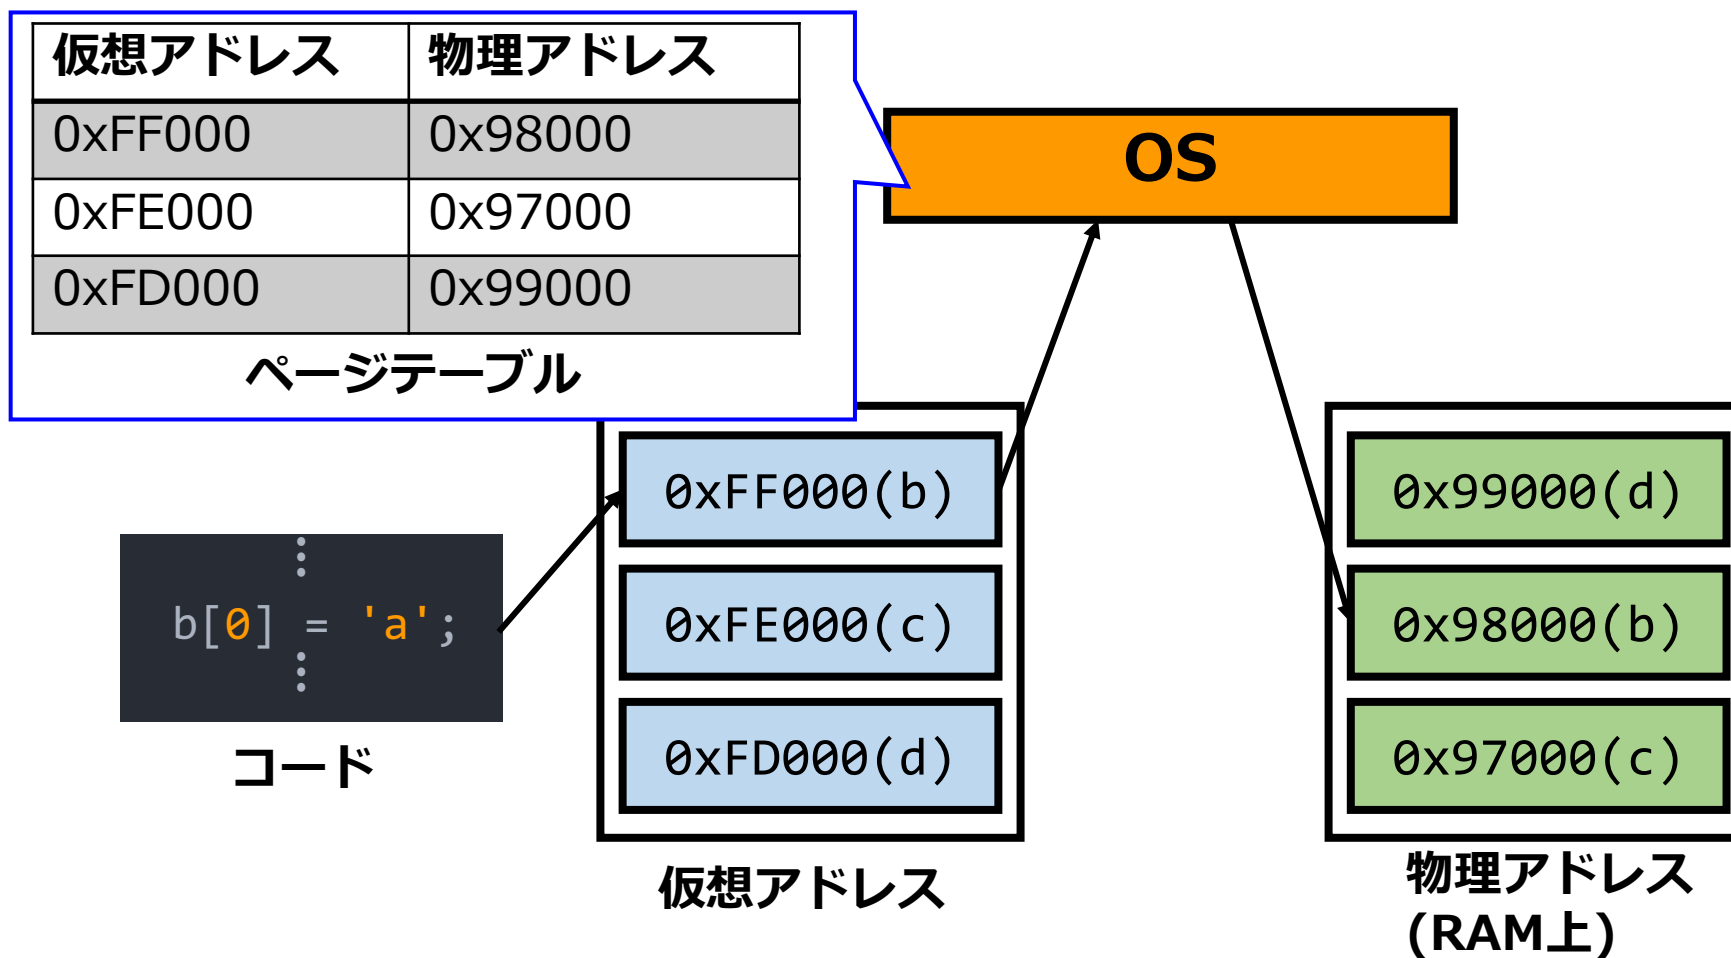 仮想アドレス 物理アドレス
0xFF000 0x98000
0xFE000 0x97000
0xFD000 0x99000
ページテーブル
OS
b[0] = 'a';
コード
0xFF000(b)
0xFE000(c)
0xFD000(d)
仮想アドレス
0x99000(d)
0x98000(b)
0x97000(c)
物理アドレス
(RAM上)